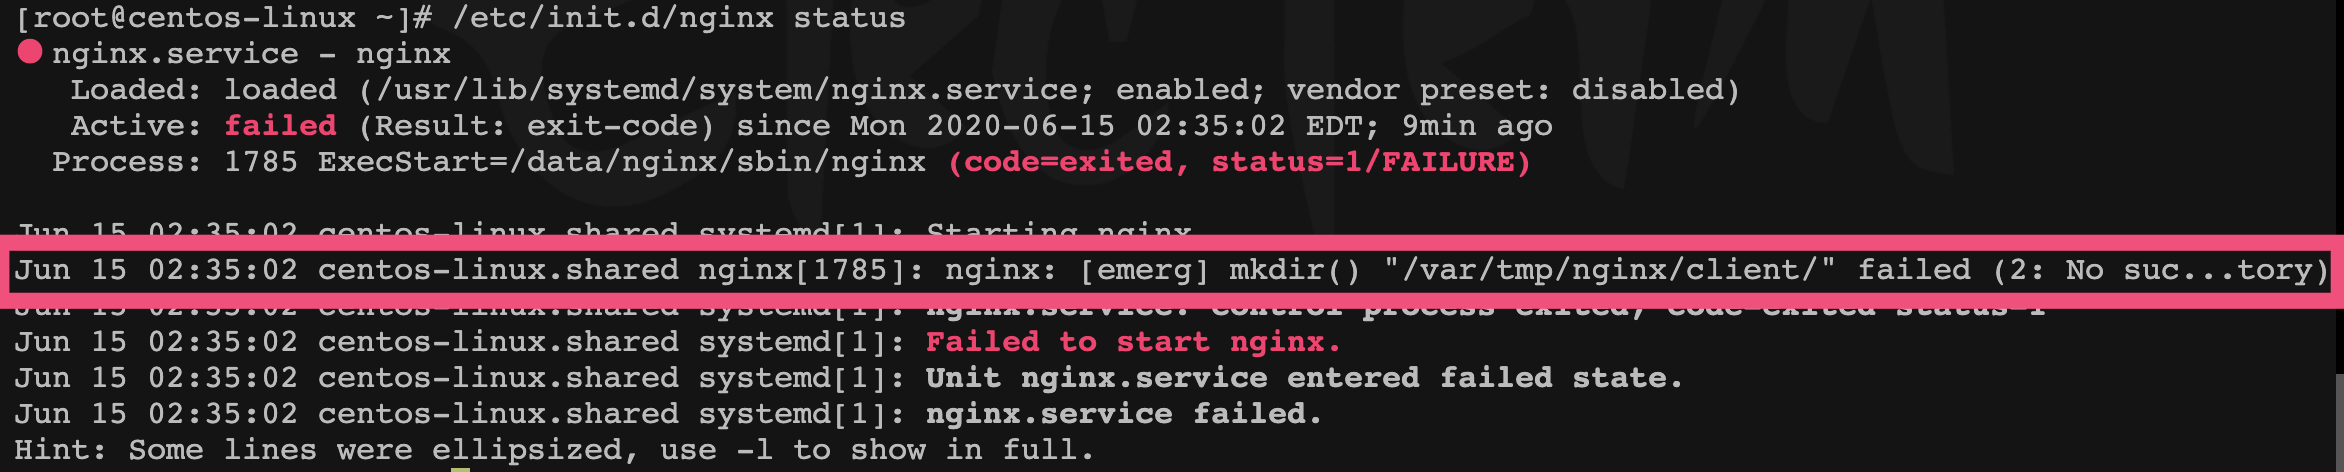 [root@centos-linux ~]# /etc/init.d/nginx status
● nginx.service - nginx
   Loaded: loaded (/usr/lib/systemd/system/nginx.service; enabled; vendor preset: disabled)
   Active: failed (Result: exit-code) since Mon 2020-06-15 02:35:02 EDT; 9min ago
  Process: 1785 ExecStart=/data/nginx/sbin/nginx (code=exited, status=1/FAILURE)

Jun 15 02:35:02 centos-linux.shared systemd[1]: Starting nginx
Jun 15 02:35:02 centos-linux.shared nginx[1785]: nginx: [emerg] mkdir() "/var/tmp/nginx/client/" failed (2: No suc...tory)
Jun 15 02:35:02 centos-linux.shared systemd[1]: nginx.service: control process exited, code=exited status=1
Jun 15 02:35:02 centos-linux.shared systemd[1]: Failed to start nginx.
Jun 15 02:35:02 centos-linux.shared systemd[1]: Unit nginx.service entered failed state.
Jun 15 02:35:02 centos-linux.shared systemd[1]: nginx.service failed.
Hint: Some lines were ellipsized, use -l to show in full.